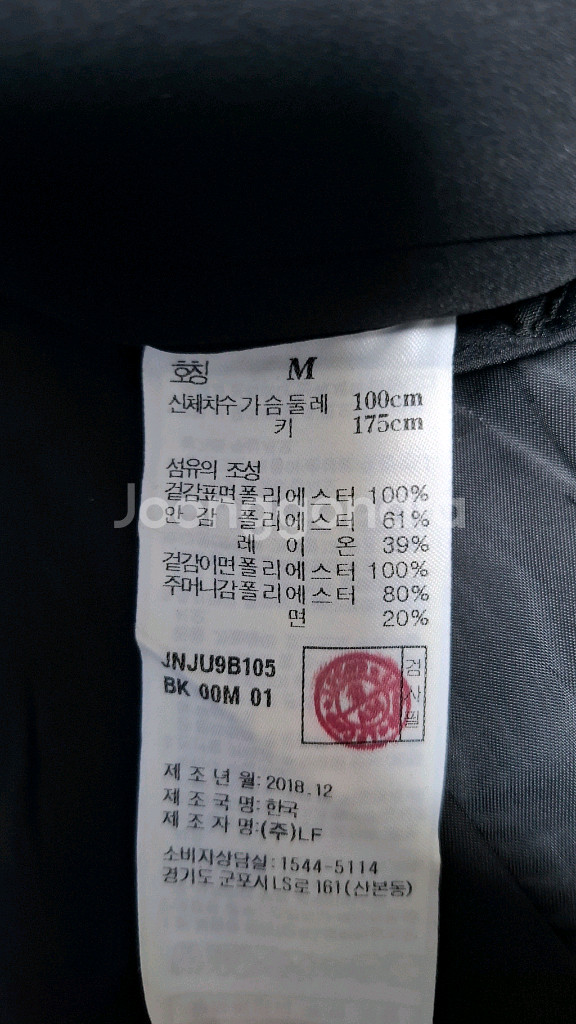 호칭 M
신체치수 가슴둘레 100cm
키 175cm
섬유의 조성
겉감표면 폴리에스터 100%
안감 폴리에스터 61%
레이온 39%
겉감이면 폴리에스터 100%
주머니감 폴리에스터 80%
면 20%
JNJU9B105
BK 00M 01
검사필
제조년월: 2018.12
제조국명: 한국
제조자명: (주)LF
소비자상담실: 1544-5114
경기도 군포시 LS로 161(산본동)
Joonggonara